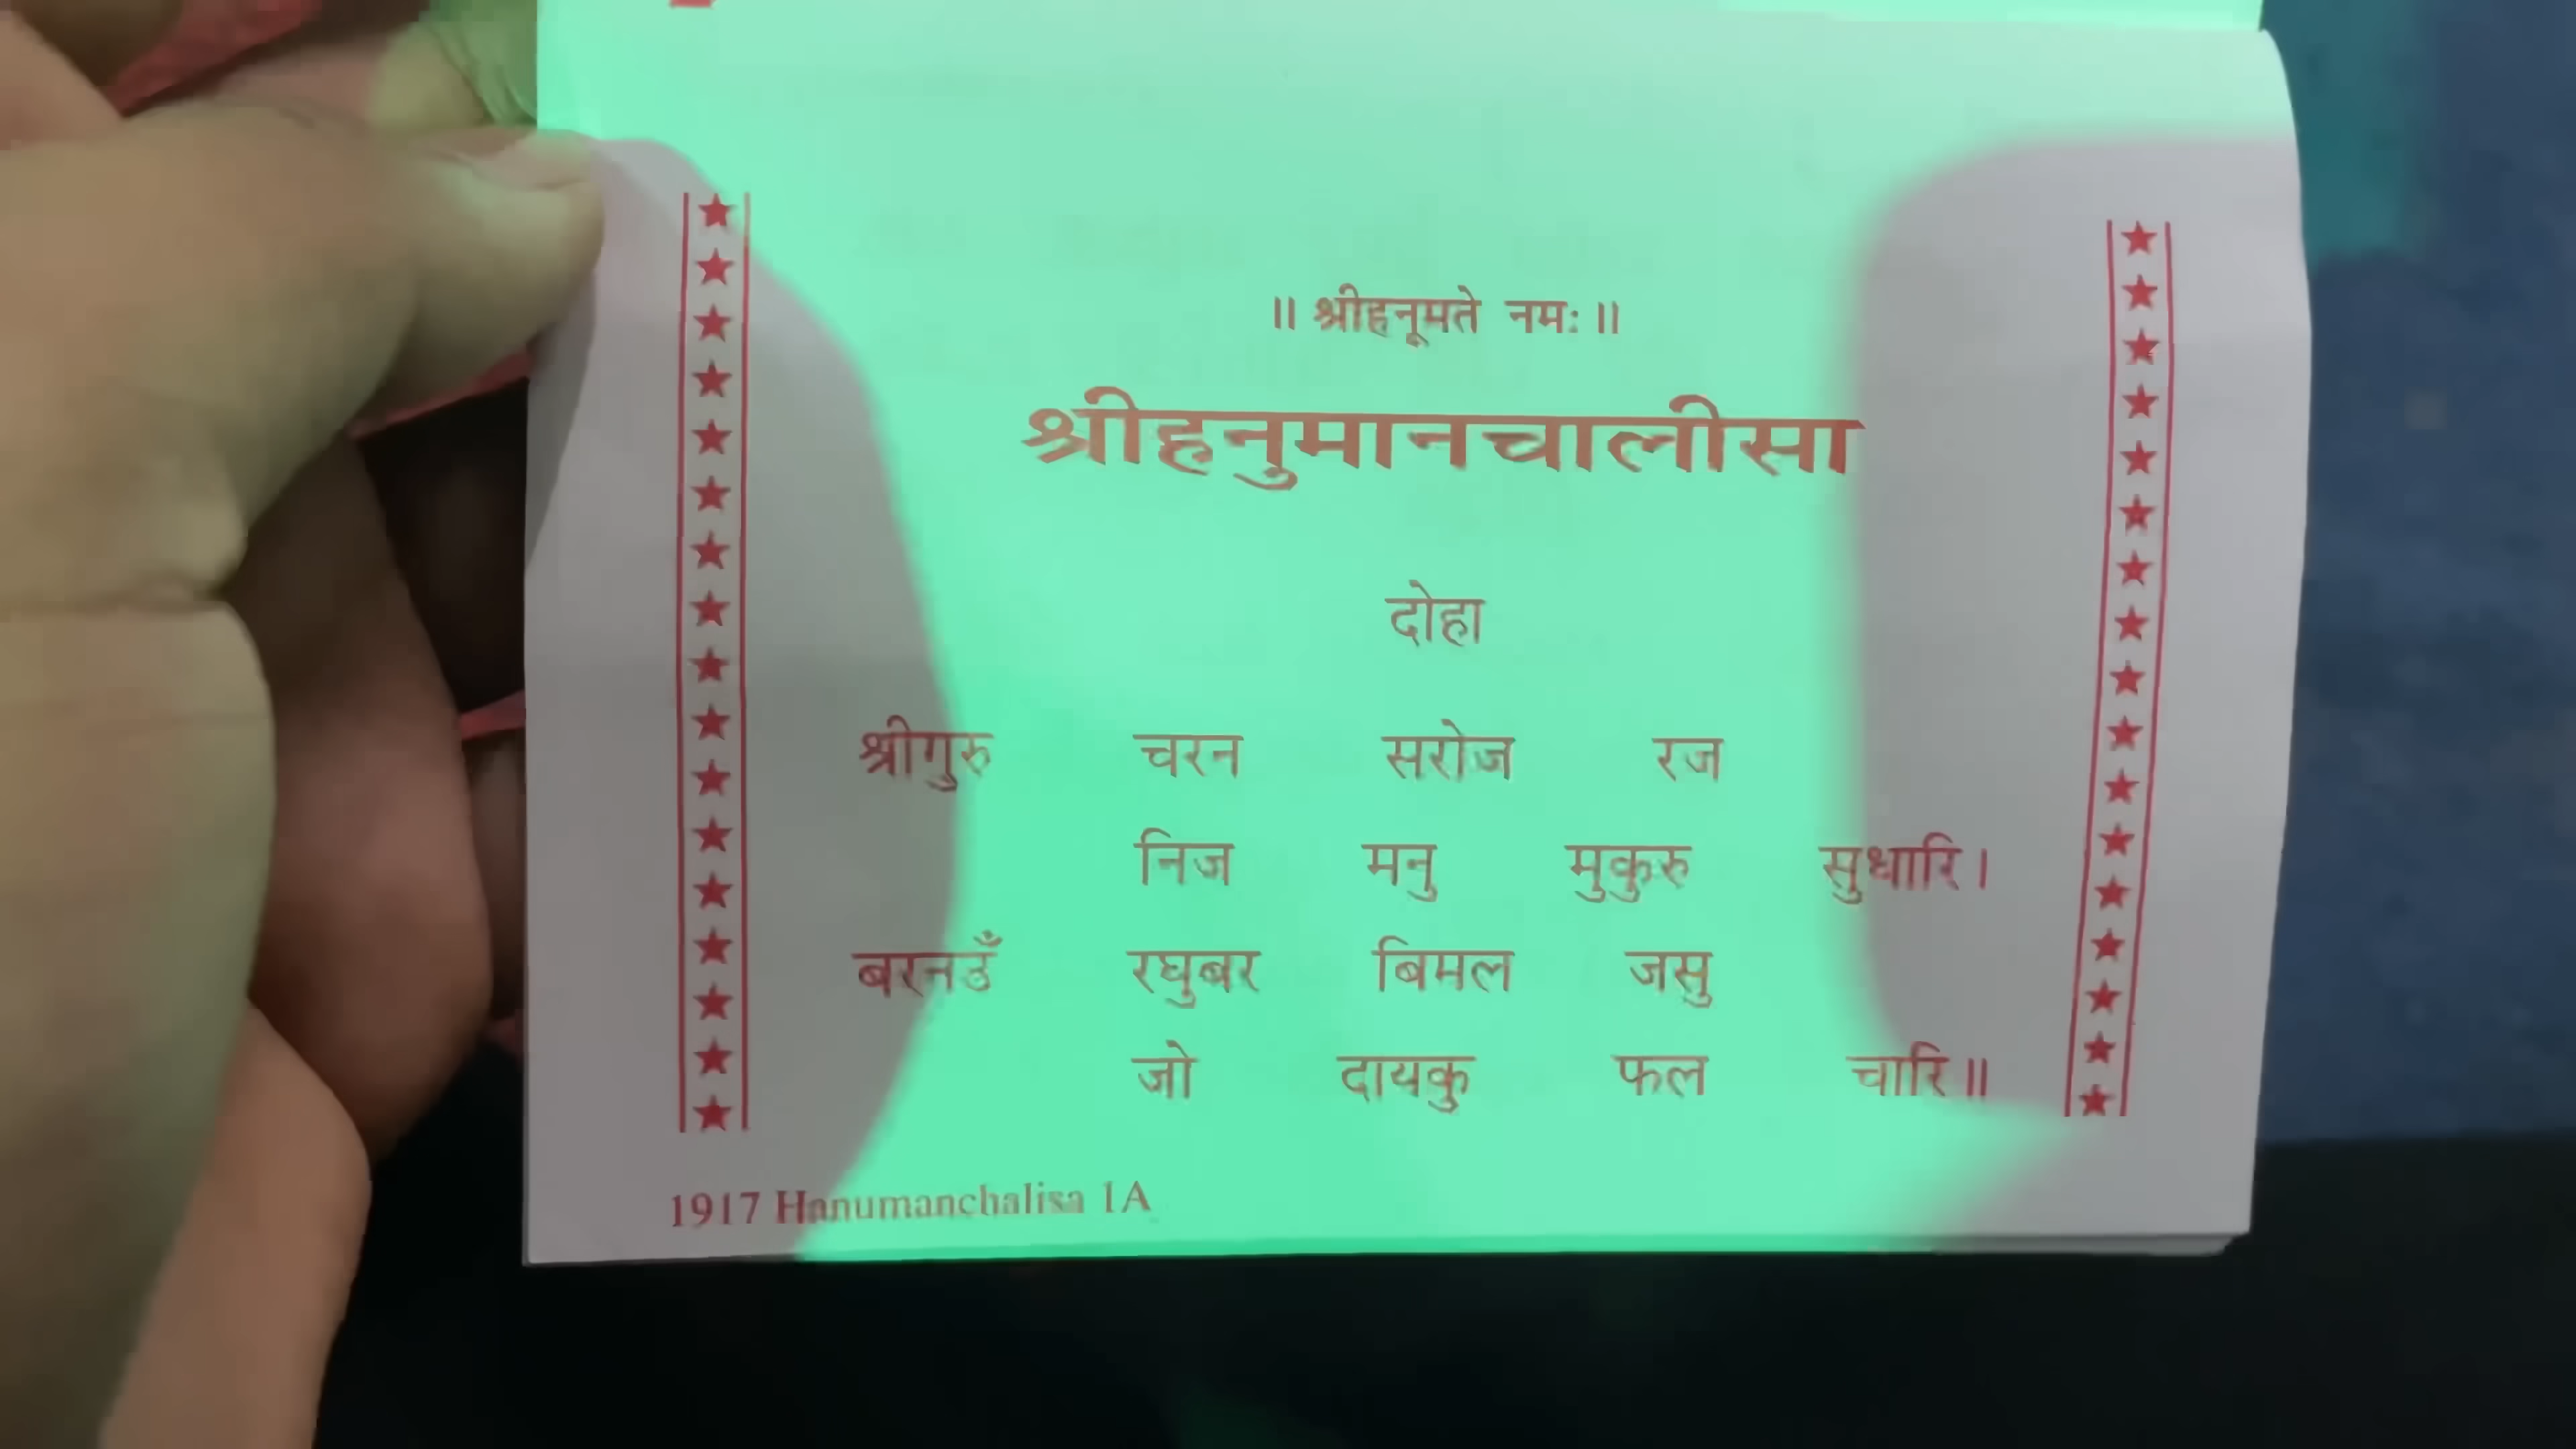 ॥ श्रीहनूमते नमः ॥
श्रीहनुमानचालीसा
दोहा
श्रीगुरु चरन सरोज रज
निज मनु मुकुरु सुधारि ।
बरनउँ रघुबर बिमल जसु
जो दायकु फल चारि ॥
1917 Hanumanchalisa 1A